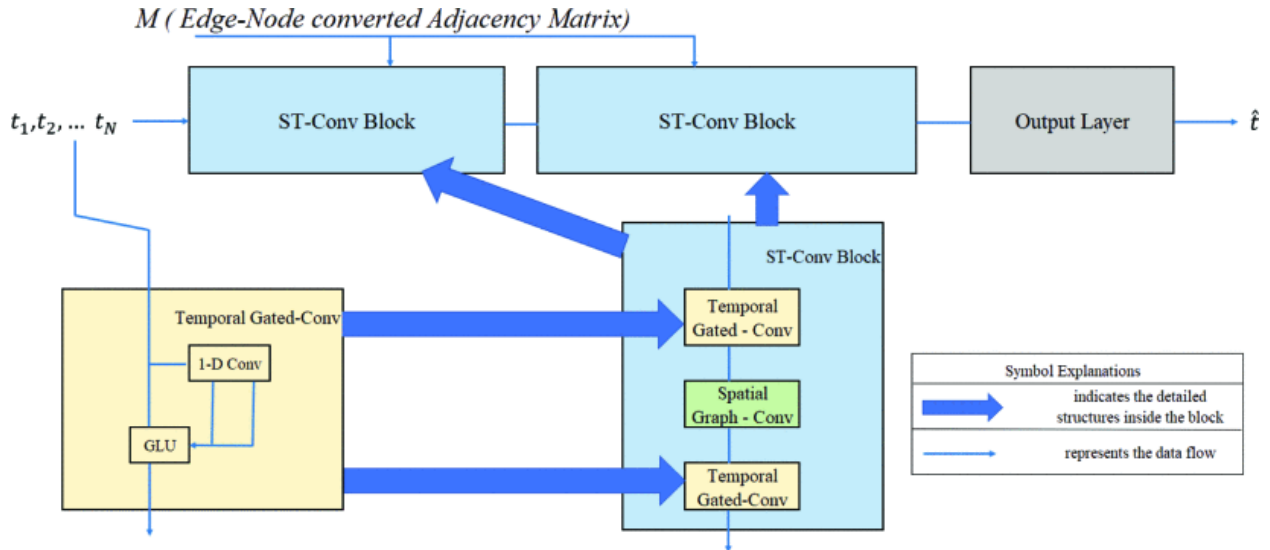 M ( Edge-Node converted Adjacency Matrix)
t₁,t₂, ... t_N
ST-Conv Block
ST-Conv Block
Output Layer
t̂
ST-Conv Block
Temporal Gated-Conv
1-D Conv
GLU
Temporal
Gated - Conv
Spatial
Graph - Conv
Temporal
Gated-Conv
Symbol Explanations
indicates the detailed
structures inside the block
represents the data flow